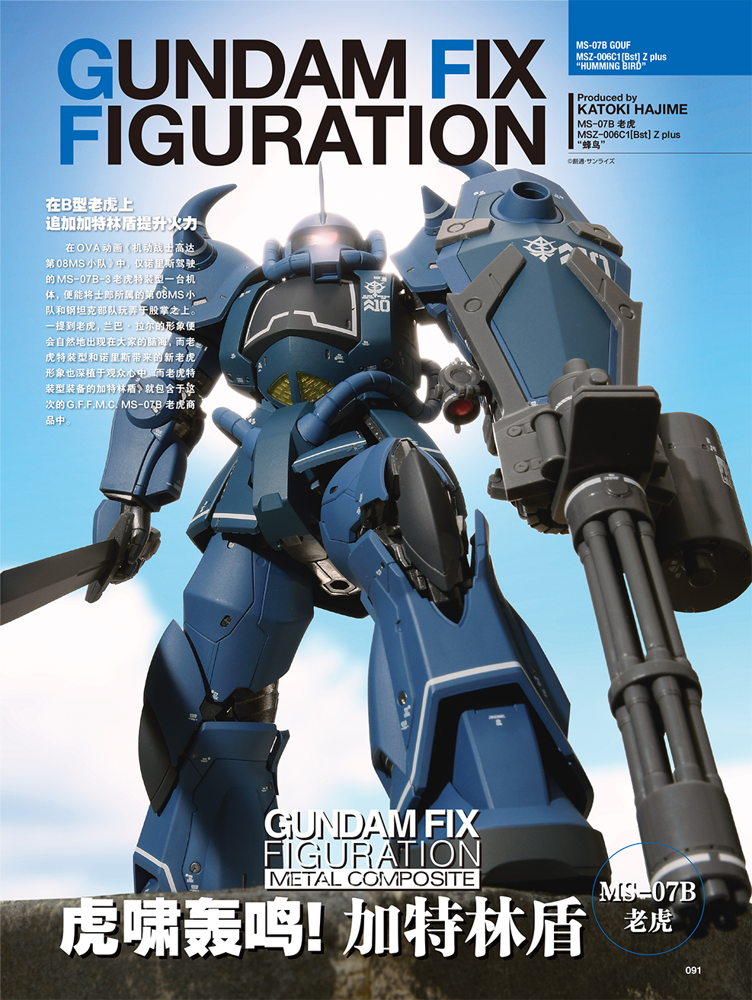 GUNDAM FIX
FIGURATION
MS-07B GOUF
MSZ-006C1[Bst] Z plus
“HUMMING BIRD”
Produced by
KATOKI HAJIME
MS-07B 老虎
MSZ-006C1[Bst] Z plus
“蜂鸟”
©創通·サンライズ
在B型老虎上
追加加特林盾提升火力
在OVA动画《机动战士高达
第08MS小队》中，仅诺里斯驾驶
的MS-07B-3老虎特装型一台机
体，便能将士郎所属的第08MS小
队和钢坦克部队玩弄于股掌之上。
一提到老虎，兰巴·拉尔的形象便
会自然地出现在大家的脑海，而老
虎特装型和诺里斯带来的新老虎
形象也深植于观众心中。而老虎特
装型装备的加特林盾，就包含于这
次的G.F.F.M.C. MS-07B 老虎商
品中。
10
10
GUNDAM FIX
FIGURATION
METAL COMPOSITE
虎啸轰鸣！加特林盾
MS-07B
老虎
091